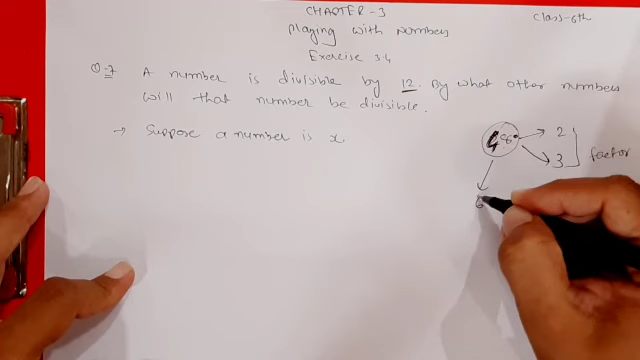 CHAPTER-3
Class-6th
Playing with Numbers
Exercise 3.4
Q.7 A number is divisible by 12. By what other numbers
will that number be divisible.
→ Suppose a number is x
2
3
factor
6